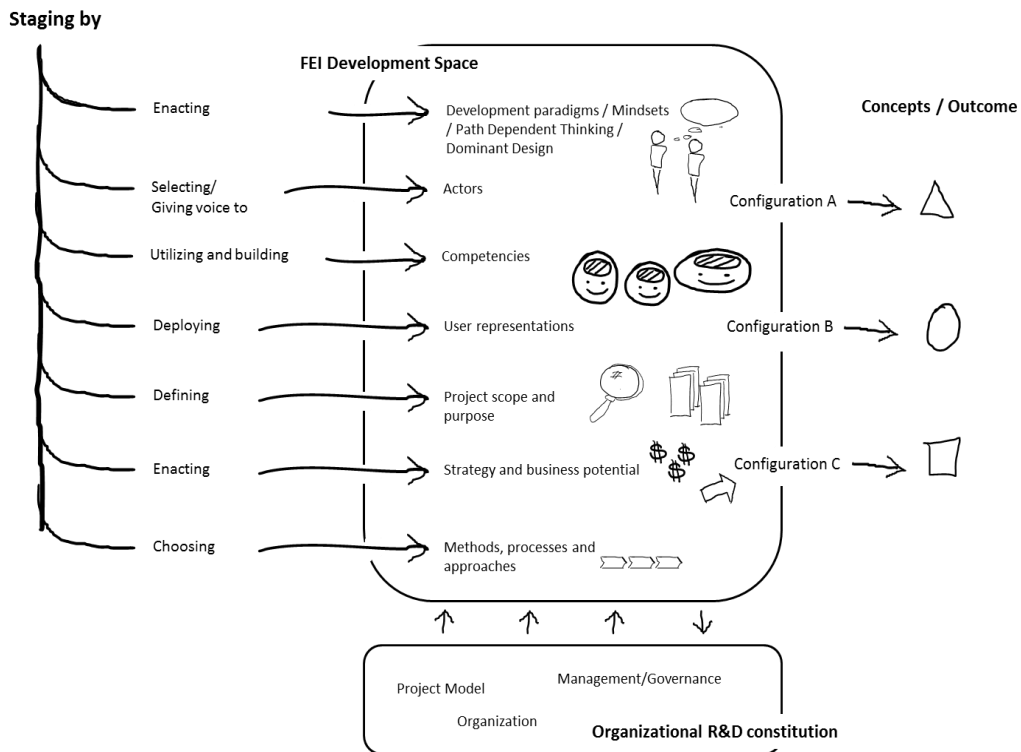 Staging by
FEI Development Space
Concepts / Outcome
Enacting
Development paradigms / Mindsets
/ Path Dependent Thinking /
Dominant Design
Selecting/
Giving voice to
Actors
Configuration A
Utilizing and building
Competencies
Deploying
User representations
Configuration B
Defining
Project scope and
purpose
Enacting
Strategy and business potential
$ $
$
Configuration C
Choosing
Methods, processes and
approaches
Project Model
Management/Governance
Organization
Organizational R&D constitution